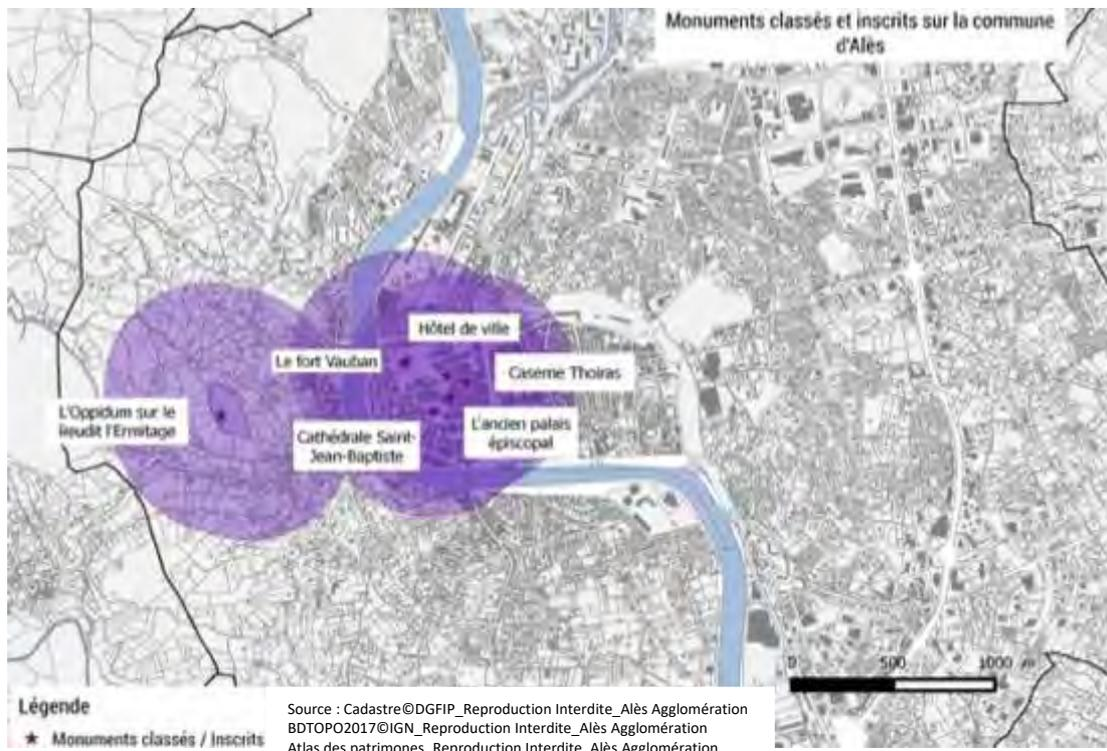 Monuments classés et inscrits sur la commune
d'Alès
Hôtel de ville
Le fort Vauban
Caserne Thoiras
L'Oppidum sur le
lieudit l'Ermitage
Cathédrale Saint-
Jean-Baptiste
L'ancien palais
épiscopal
0 500 1000 m
Légende
Monuments classés / Inscrits
Source : Cadastre©DGFIP_Reproduction Interdite_Alès Agglomération
BDTOPO2017©IGN_Reproduction Interdite_Alès Agglomération
Atlas des patrimones_Reproduction Interdite_Alès Agglomération